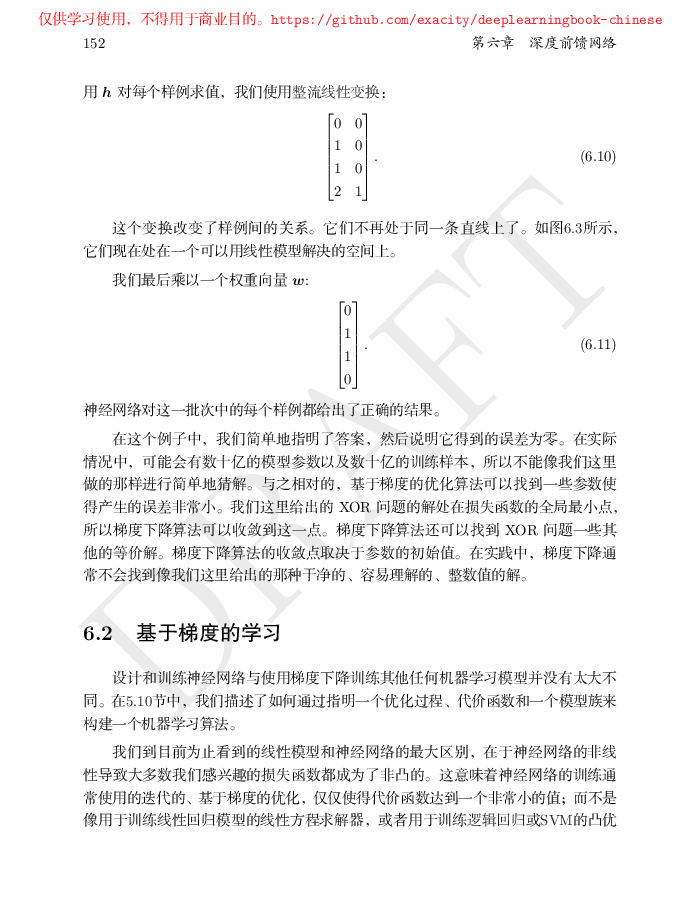 仅供学习使用，不得用于商业目的。https://github.com/exacity/deeplearningbook-chinese
152 第六章 深度前馈网络
用 h 对每个样例求值，我们使用整流线性变换：
0 0
1 0
1 0
2 1
. (6.10)
这个变换改变了样例间的关系。它们不再处于同一条直线上了。如图6.3所示，
它们现在处在一个可以用线性模型解决的空间上。
我们最后乘以一个权重向量 w:
0
1
1
0
. (6.11)
神经网络对这一批次中的每个样例都给出了正确的结果。
在这个例子中，我们简单地指明了答案，然后说明它得到的误差为零。在实际
情况中，可能会有数十亿的模型参数以及数十亿的训练样本，所以不能像我们这里
做的那样进行简单地猜解。与之相对的，基于梯度的优化算法可以找到一些参数使
得产生的误差非常小。我们这里给出的 XOR 问题的解处在损失函数的全局最小点，
所以梯度下降算法可以收敛到这一点。梯度下降算法还可以找到 XOR 问题一些其
他的等价解。梯度下降算法的收敛点取决于参数的初始值。在实践中，梯度下降通
常不会找到像我们这里给出的那种干净的、容易理解的、整数值的解。
6.2 基于梯度的学习
设计和训练神经网络与使用梯度下降训练其他任何机器学习模型并没有太大不
同。在5.10节中，我们描述了如何通过指明一个优化过程、代价函数和一个模型族来
构建一个机器学习算法。
我们到目前为止看到的线性模型和神经网络的最大区别，在于神经网络的非线
性导致大多数我们感兴趣的损失函数都成为了非凸的。这意味着神经网络的训练通
常使用的迭代的、基于梯度的优化，仅仅使得代价函数达到一个非常小的值；而不是
像用于训练线性回归模型的线性方程求解器，或者用于训练逻辑回归或SVM的凸优
DRAFT